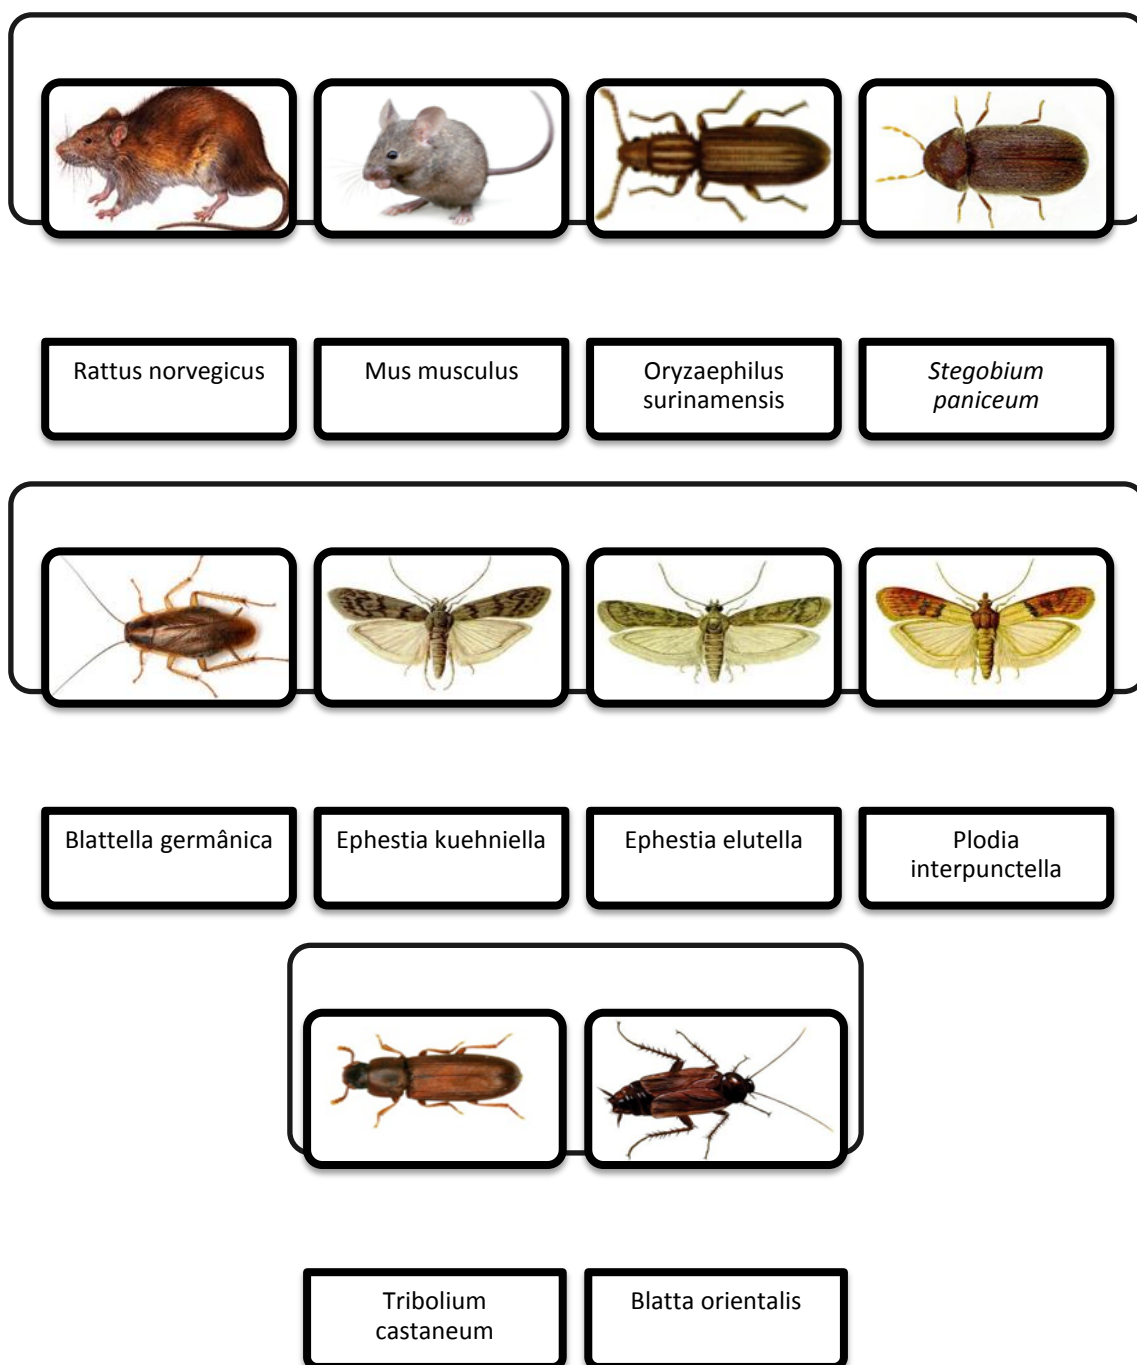 Rattus norvegicus
Mus musculus
Oryzaephilus
surinamensis
Stegobium
paniceum
Blattella germânica
Ephestia kuehniella
Ephestia elutella
Plodia
interpunctella
Tribolium
castaneum
Blatta orientalis